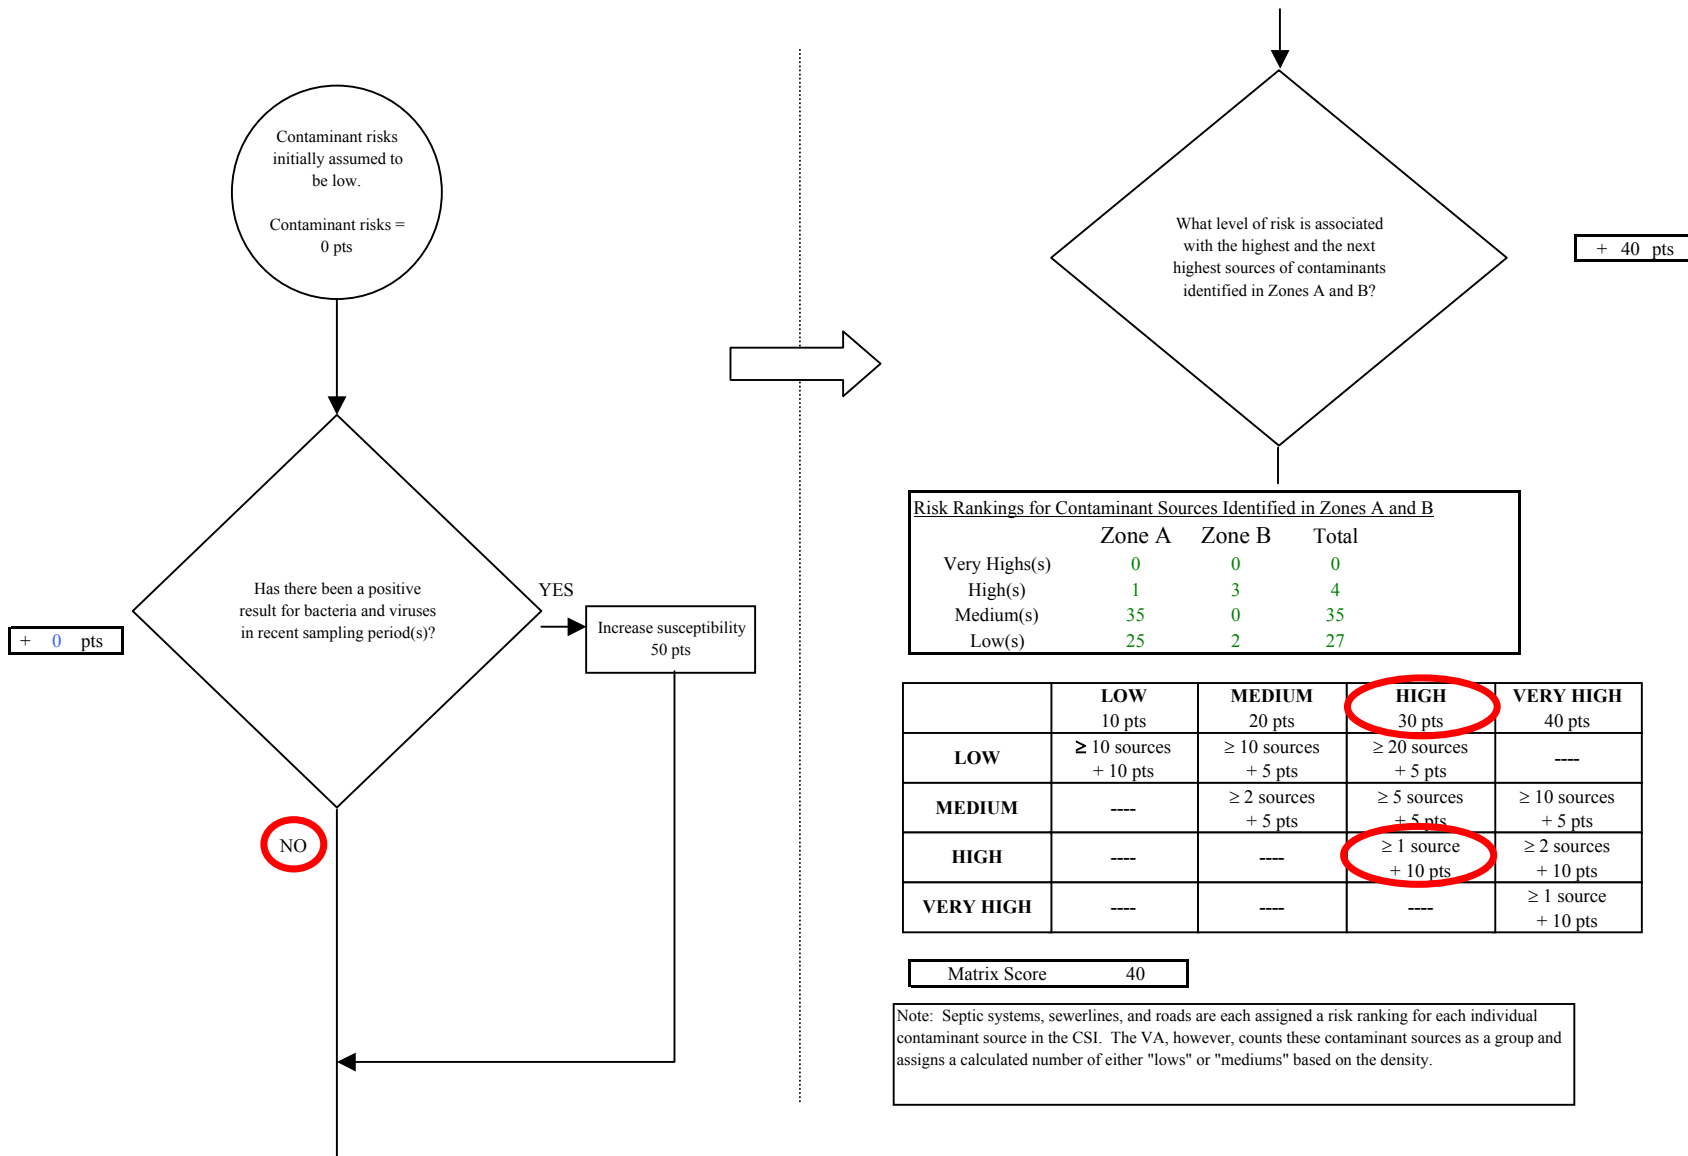 Contaminant risks
initially assumed to
be low.
Contaminant risks =
0 pts
Has there been a positive
result for bacteria and viruses
in recent sampling period(s)?
+ 0 pts
YES
Increase susceptibility
50 pts
NO
What level of risk is associated
with the highest and the next
highest sources of contaminants
identified in Zones A and B?
+ 40 pts
Risk Rankings for Contaminant Sources Identified in Zones A and B
Zone A Zone B Total
Very Highs(s) 0 0 0
High(s) 1 3 4
Medium(s) 35 0 35
Low(s) 25 2 27
LOW MEDIUM HIGH VERY HIGH
10 pts 20 pts 30 pts 40 pts
LOW ≥ 10 sources ≥ 10 sources ≥ 20 sources ----
+ 10 pts + 5 pts + 5 pts
MEDIUM ---- ≥ 2 sources ≥ 5 sources ≥ 10 sources
+ 5 pts + 5 pts + 5 pts
HIGH ---- ---- ≥ 1 source ≥ 2 sources
+ 10 pts + 10 pts
VERY HIGH ---- ---- ---- ≥ 1 source
+ 10 pts
Matrix Score 40
Note: Septic systems, sewerlines, and roads are each assigned a risk ranking for each individual
contaminant source in the CSI. The VA, however, counts these contaminant sources as a group and
assigns a calculated number of either "lows" or "mediums" based on the density.